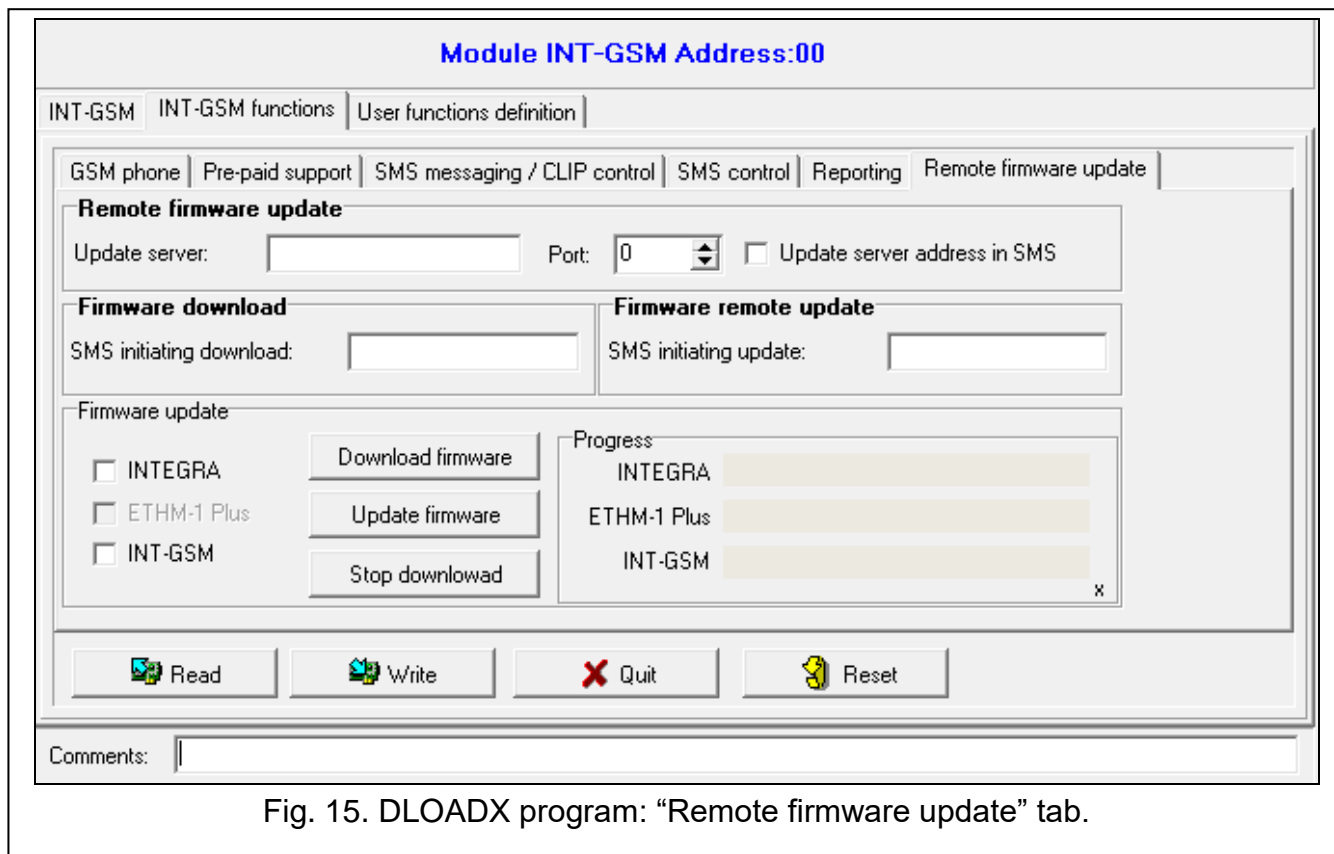 Module INT-GSM Address:00
INT-GSM INT-GSM functions User functions definition
GSM phone Pre-paid support SMS messaging / CLIP control SMS control Reporting Remote firmware update
Remote firmware update
Update server: Port: 0 Update server address in SMS
Firmware download Firmware remote update
SMS initiating download: SMS initiating update:
Firmware update
Progress
INTEGRA Download firmware INTEGRA
ETHM-1 Plus Update firmware ETHM-1 Plus
INT-GSM Stop downlowad INT-GSM
x
Read Write Quit Reset
Comments:
Fig. 15. DLOADX program: “Remote firmware update” tab.